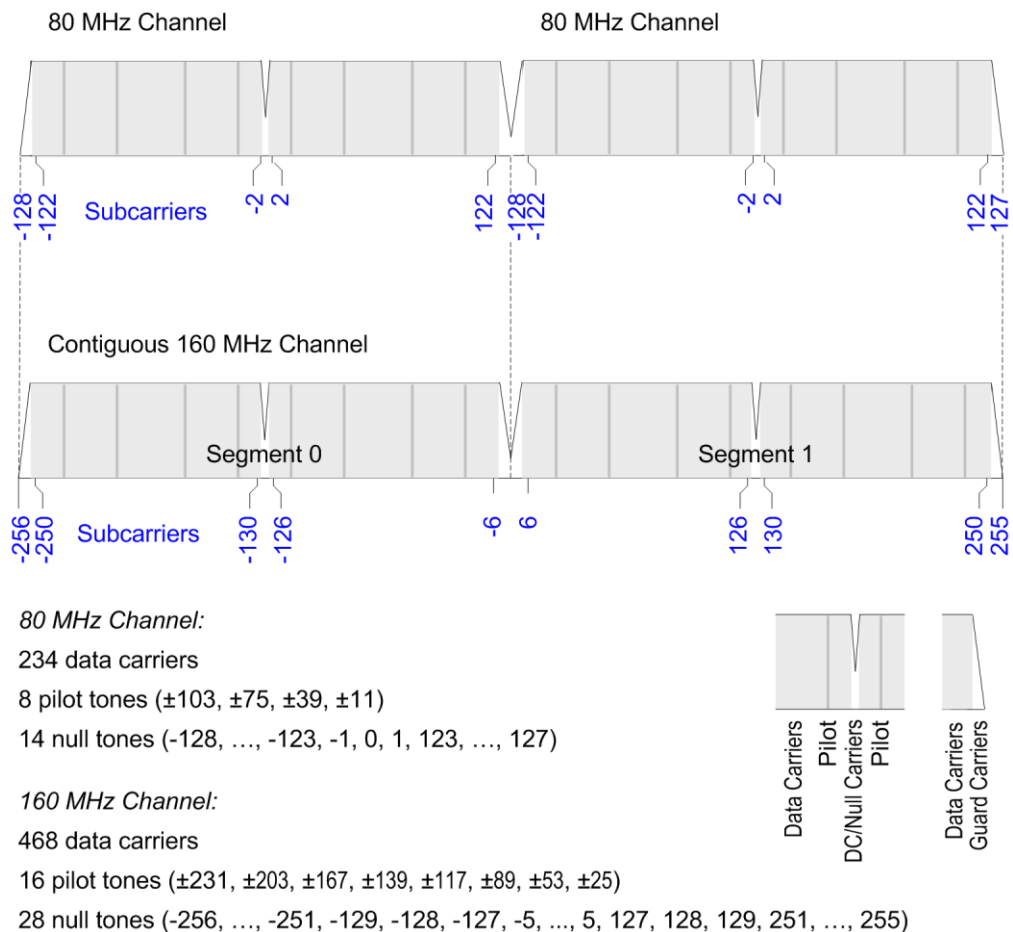 80 MHz Channel
80 MHz Channel
-128
-122
Subcarriers
-2
2
122
-128
-122
-2
2
122
127
Contiguous 160 MHz Channel
Segment 0
Segment 1
-256
-250
Subcarriers
-130
-126
-6
6
126
130
250
255
80 MHz Channel:
234 data carriers
8 pilot tones (±103, ±75, ±39, ±11)
14 null tones (-128, …, -123, -1, 0, 1, 123, …, 127)
160 MHz Channel:
468 data carriers
16 pilot tones (±231, ±203, ±167, ±139, ±117, ±89, ±53, ±25)
28 null tones (-256, …, -251, -129, -128, -127, -5, ..., 5, 127, 128, 129, 251, …, 255)
Data Carriers
Pilot
DC/Null Carriers
Pilot
Data Carriers
Guard Carriers